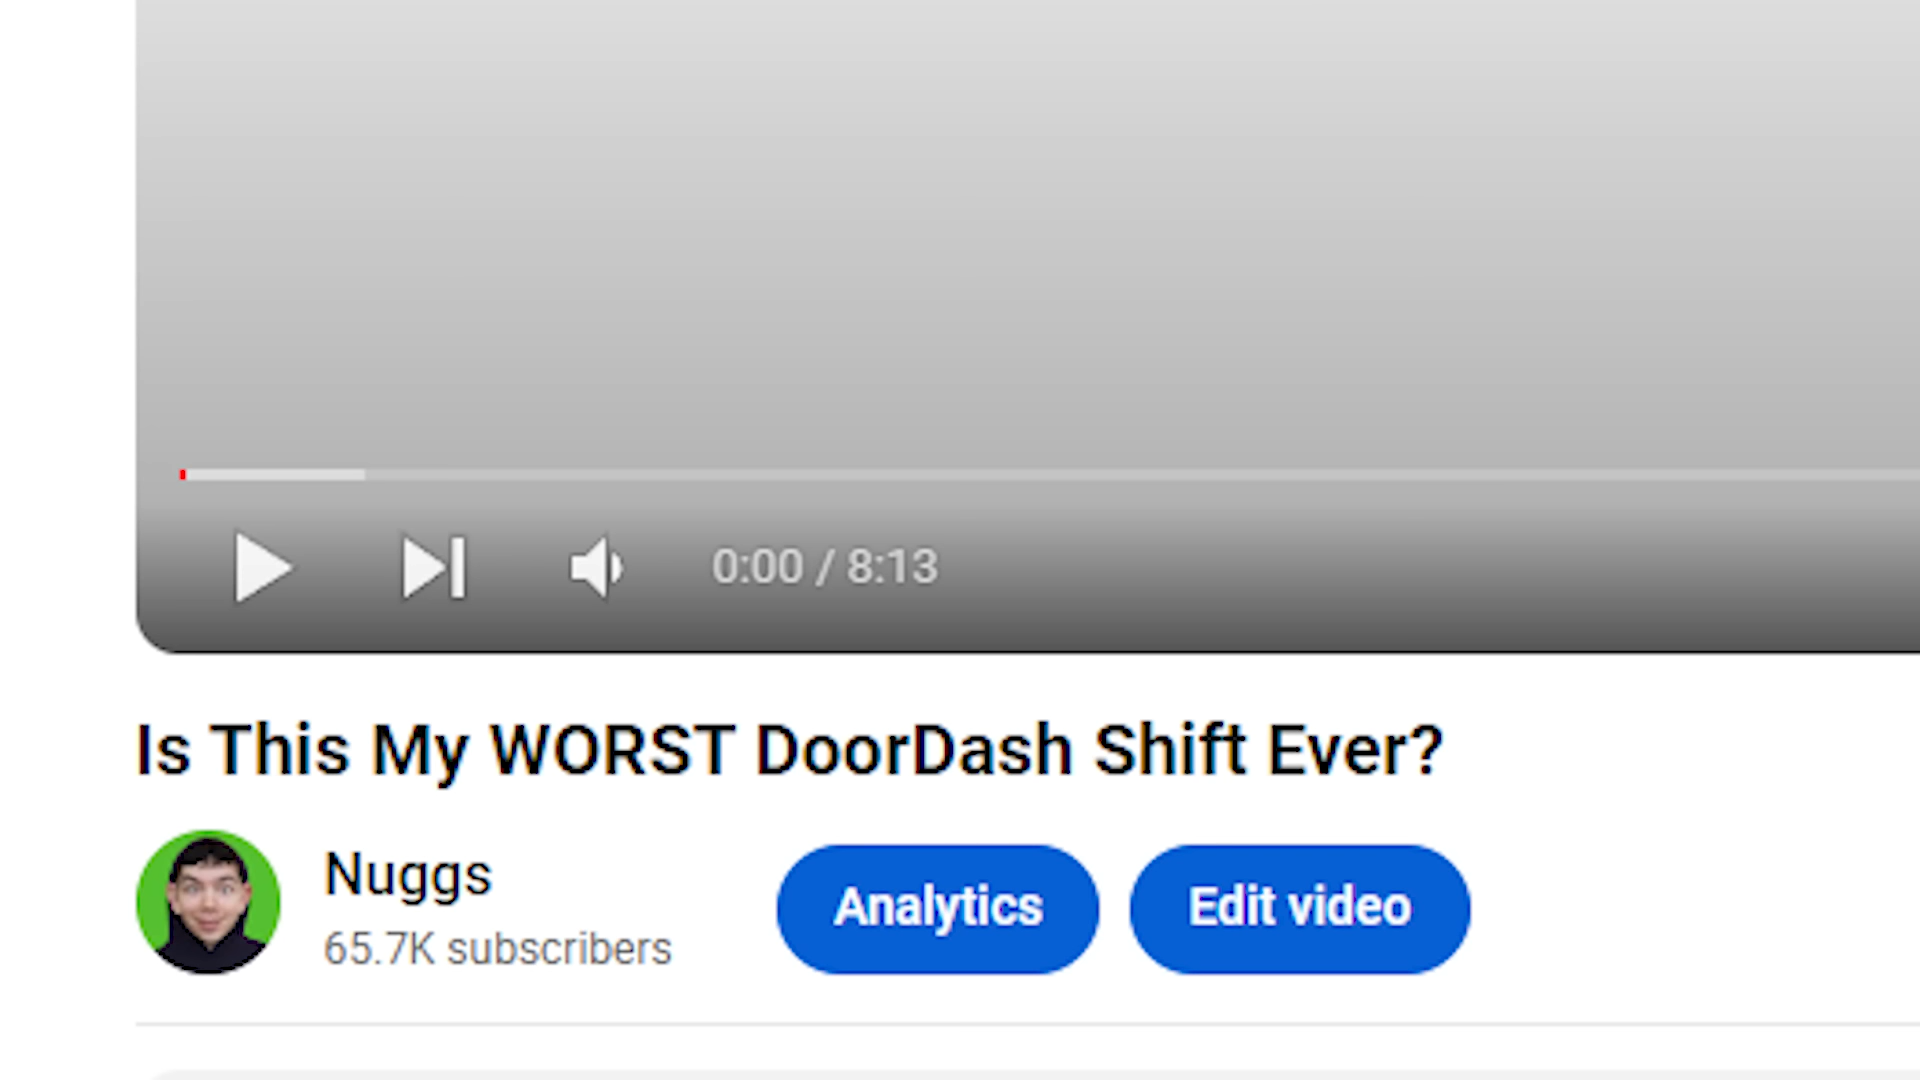 0:00 / 8:13
Is This My WORST DoorDash Shift Ever?
Nuggs
65.7K subscribers
Analytics
Edit video